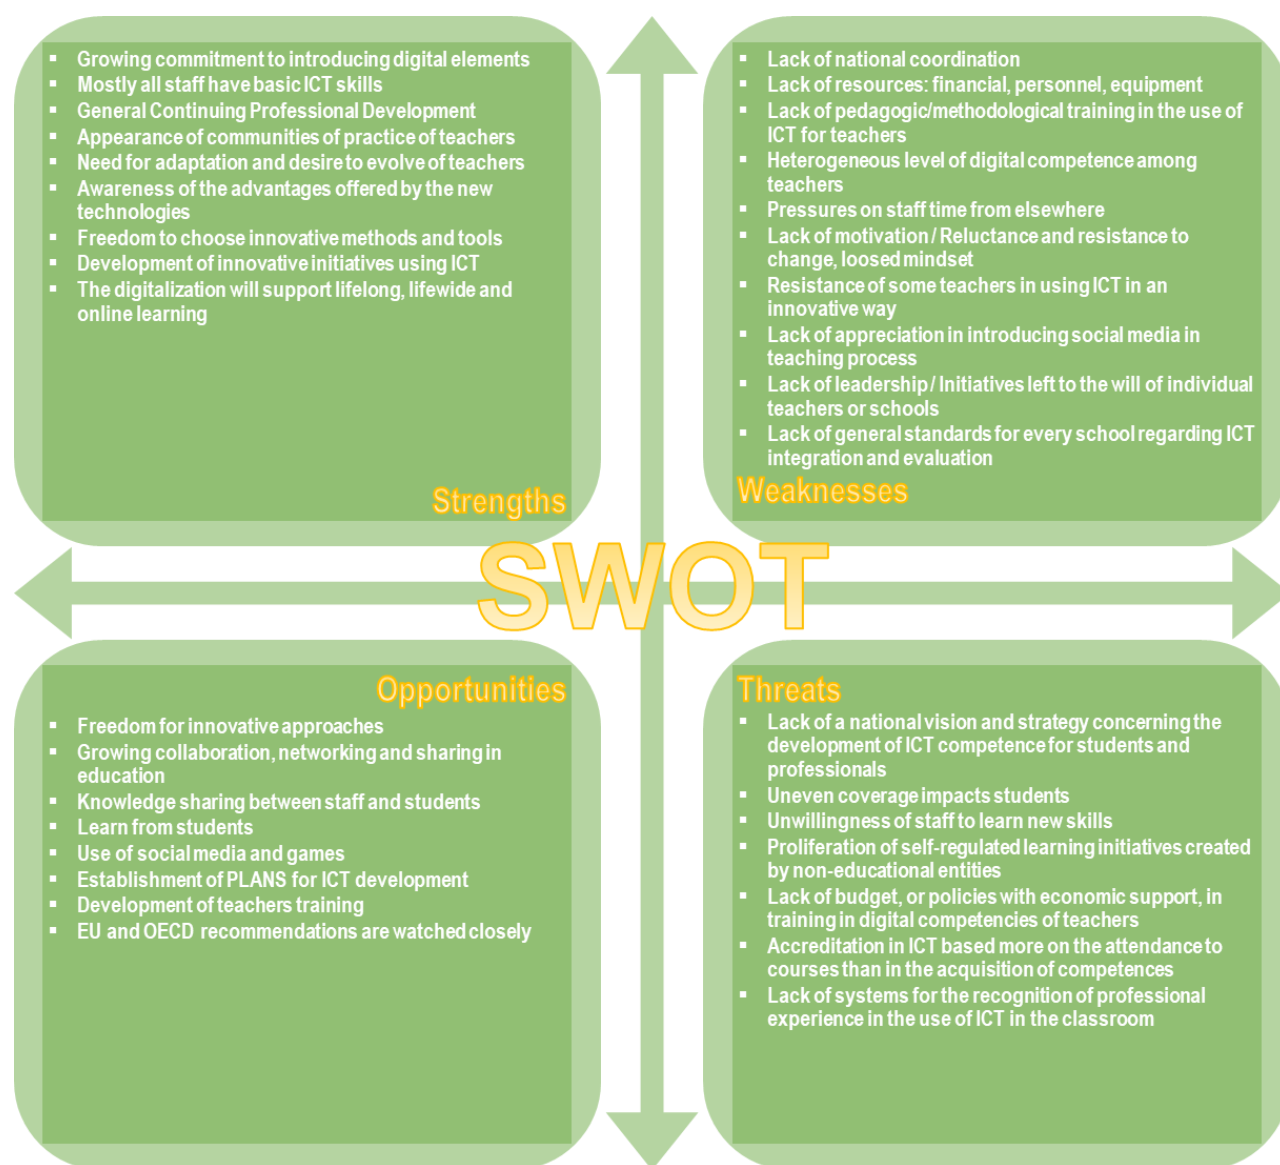 ▪ Growing commitment to introducing digital elements
▪ Mostly all staff have basic ICT skills
▪ General Continuing Professional Development
▪ Appearance of communities of practice of teachers
▪ Need for adaptation and desire to evolve of teachers
▪ Awareness of the advantages offered by the new
technologies
▪ Freedom to choose innovative methods and tools
▪ Development of innovative initiatives using ICT
▪ The digitalization will support lifelong, lifewide and
online learning
Strengths
▪ Lack of national coordination
▪ Lack of resources: financial, personnel, equipment
▪ Lack of pedagogic/methodological training in the use of
ICT for teachers
▪ Heterogeneous level of digital competence among
teachers
▪ Pressures on staff time from elsewhere
▪ Lack of motivation / Reluctance and resistance to
change, loosed mindset
▪ Resistance of some teachers in using ICT in an
innovative way
▪ Lack of appreciation in introducing social media in
teaching process
▪ Lack of leadership / Initiatives left to the will of individual
teachers or schools
▪ Lack of general standards for every school regarding ICT
integration and evaluation
Weaknesses
SWOT
Opportunities
▪ Freedom for innovative approaches
▪ Growing collaboration, networking and sharing in
education
▪ Knowledge sharing between staff and students
▪ Learn from students
▪ Use of social media and games
▪ Establishment of PLANS for ICT development
▪ Development of teachers training
▪ EU and OECD recommendations are watched closely
Threats
▪ Lack of a national vision and strategy concerning the
development of ICT competence for students and
professionals
▪ Uneven coverage impacts students
▪ Unwillingness of staff to learn new skills
▪ Proliferation of self-regulated learning initiatives created
by non-educational entities
▪ Lack of budget, or policies with economic support, in
training in digital competencies of teachers
▪ Accreditation in ICT based more on the attendance to
courses than in the acquisition of competences
▪ Lack of systems for the recognition of professional
experience in the use of ICT in the classroom